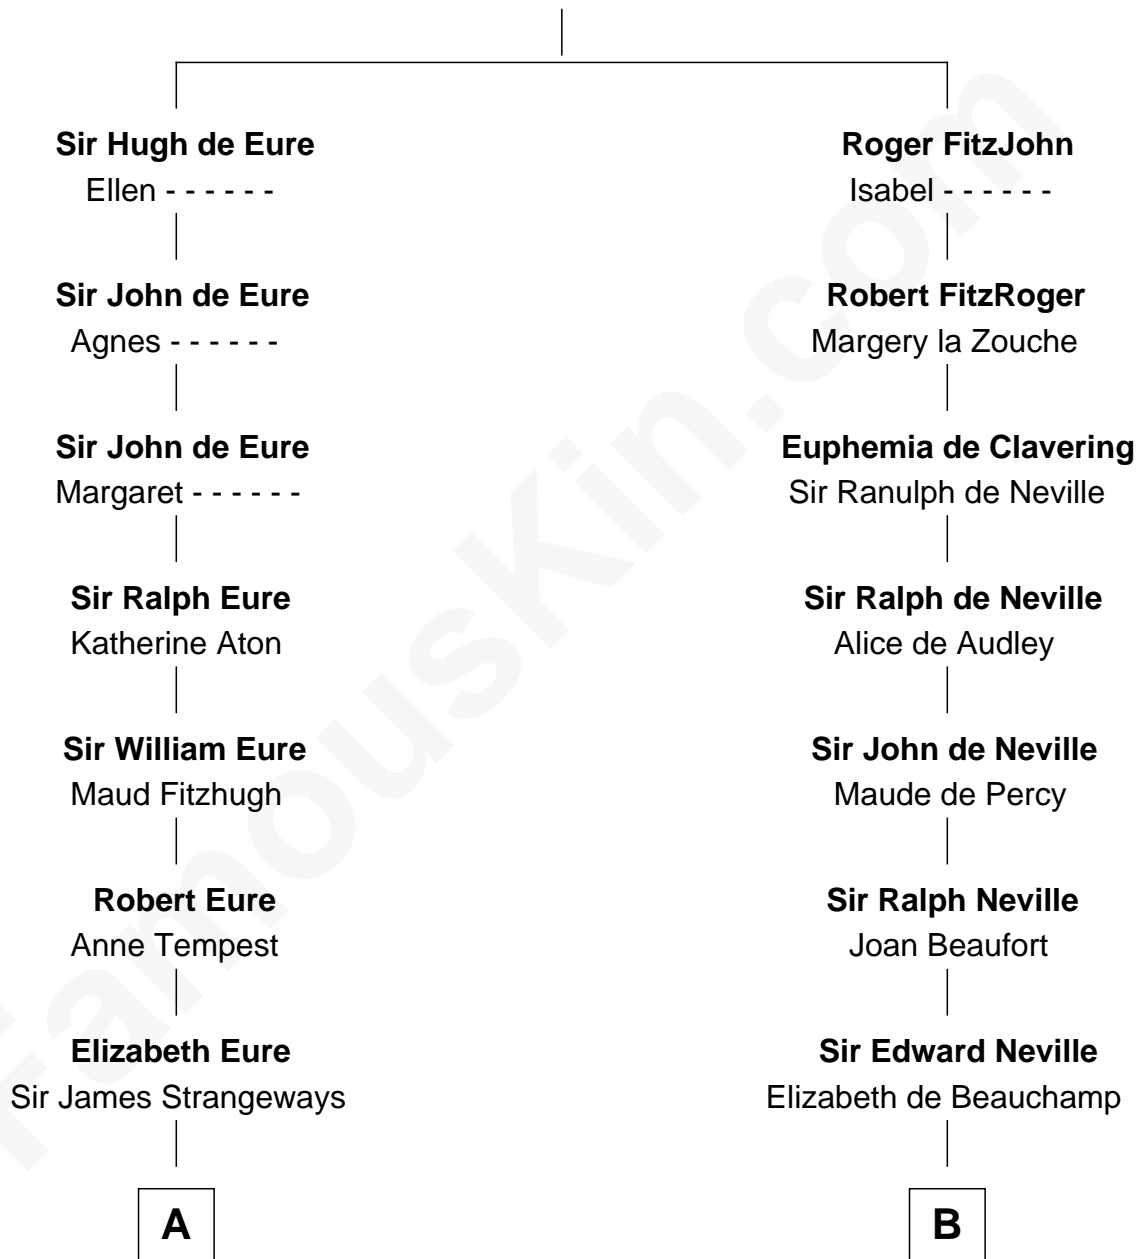 Sir Hugh de Eure
Ellen - - - - - -
Sir John de Eure
Agnes - - - - - -
Sir John de Eure
Margaret - - - - - -
Sir Ralph Eure
Katherine Aton
Sir William Eure
Maud Fitzhugh
Robert Eure
Anne Tempest
Elizabeth Eure
Sir James Strangeways
A
Roger FitzJohn
Isabel - - - - - -
Robert FitzRoger
Margery la Zouche
Euphemia de Clavering
Sir Ranulph de Neville
Sir Ralph de Neville
Alice de Audley
Sir John de Neville
Maude de Percy
Sir Ralph Neville
Joan Beaufort
Sir Edward Neville
Elizabeth de Beauchamp
B
FamousKin.com